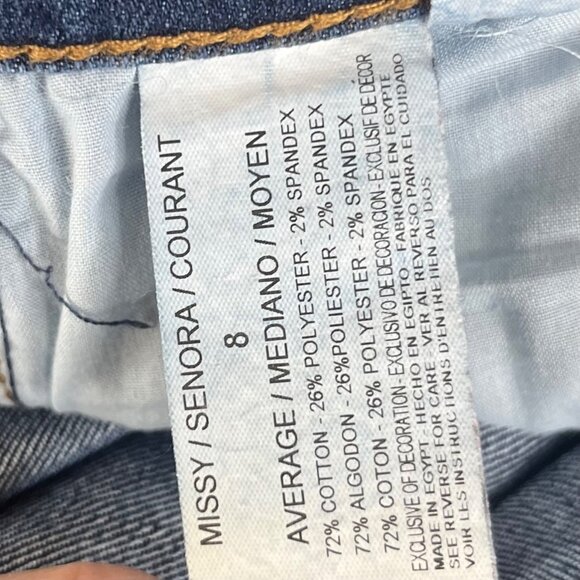 MISSY / SENORA / COURANT
8
AVERAGE / MEDIANO / MOYEN
72% COTTON - 26% POLYESTER - 2% SPANDEX
72% ALGODON - 26%POLIESTER - 2% SPANDEX
72% COTON - 26% POLYESTER - 2% SPANDEX
EXCLUSIVE OF DECORATION - EXCLUSIVO DE DECORACION - EXCLUSIF DE DECOR
MADE IN EGYPT - HECHO EN EGIPTO - FABRIQUE EN EGYPTE
SEE REVERSE FOR CARE - VER AL REVERSO PARA EL CUIDADO
VOIR LES INSTRUCTIONS D'ENTRETIEN AU DOS